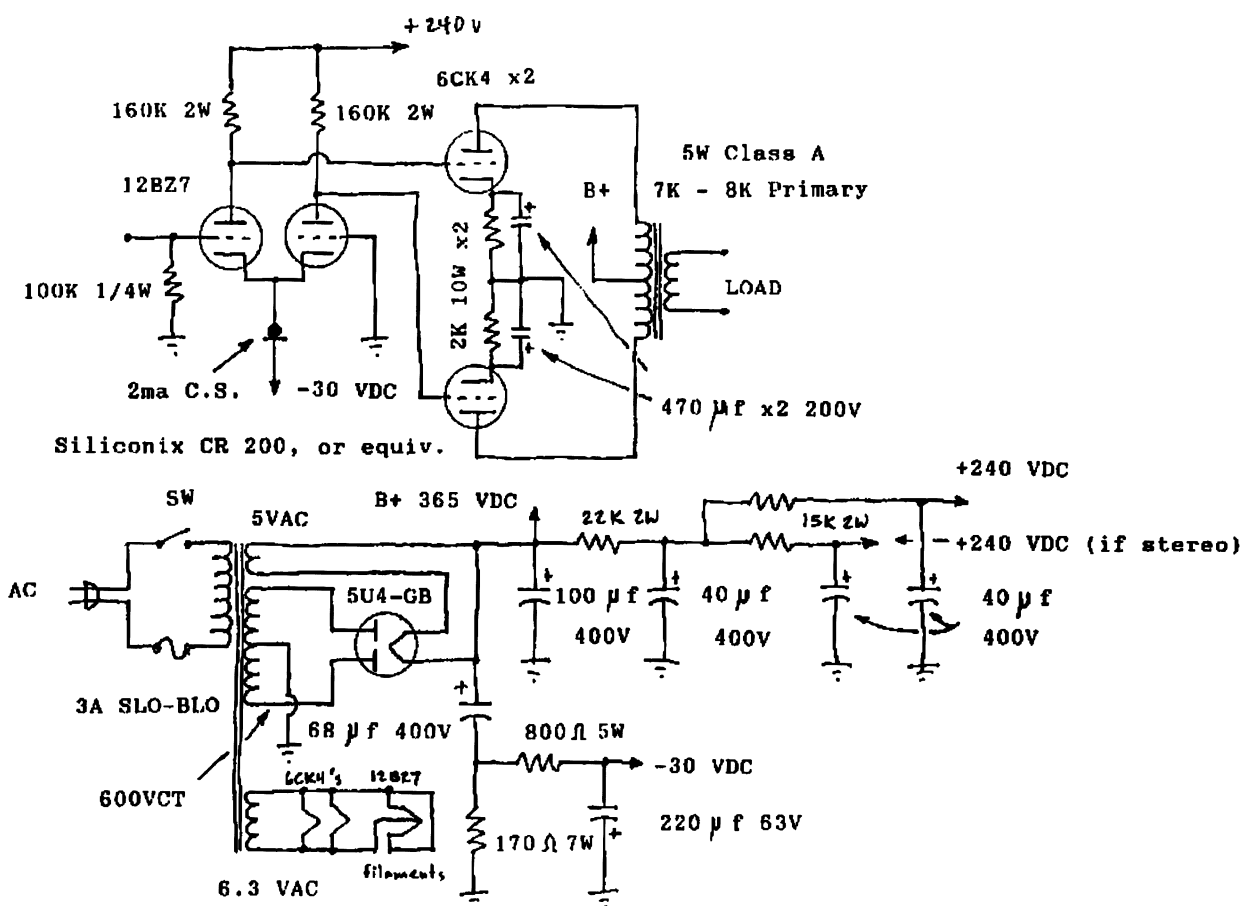 +240V
6CK4 x2
160K 2W
160K 2W
5W Class A
7K - 8K Primary
B+
12BZ7
100K 1/4W
2K 10W x2
LOAD
2ma C.S.
-30 VDC
470 µf x2 200V
Siliconix CR 200, or equiv.
+240 VDC
SW
B+ 365 VDC
5VAC
22K 2W
15K 2W
+240 VDC (if stereo)
AC
5U4-GB
100 µf
400V
40 µf
400V
40 µf
400V
3A SLO-BLO
68 µf 400V
800Ω 5W
-30 VDC
600VCT
6CK4's
12BZ7
220 µf 63V
170Ω 7W
filaments
6.3 VAC